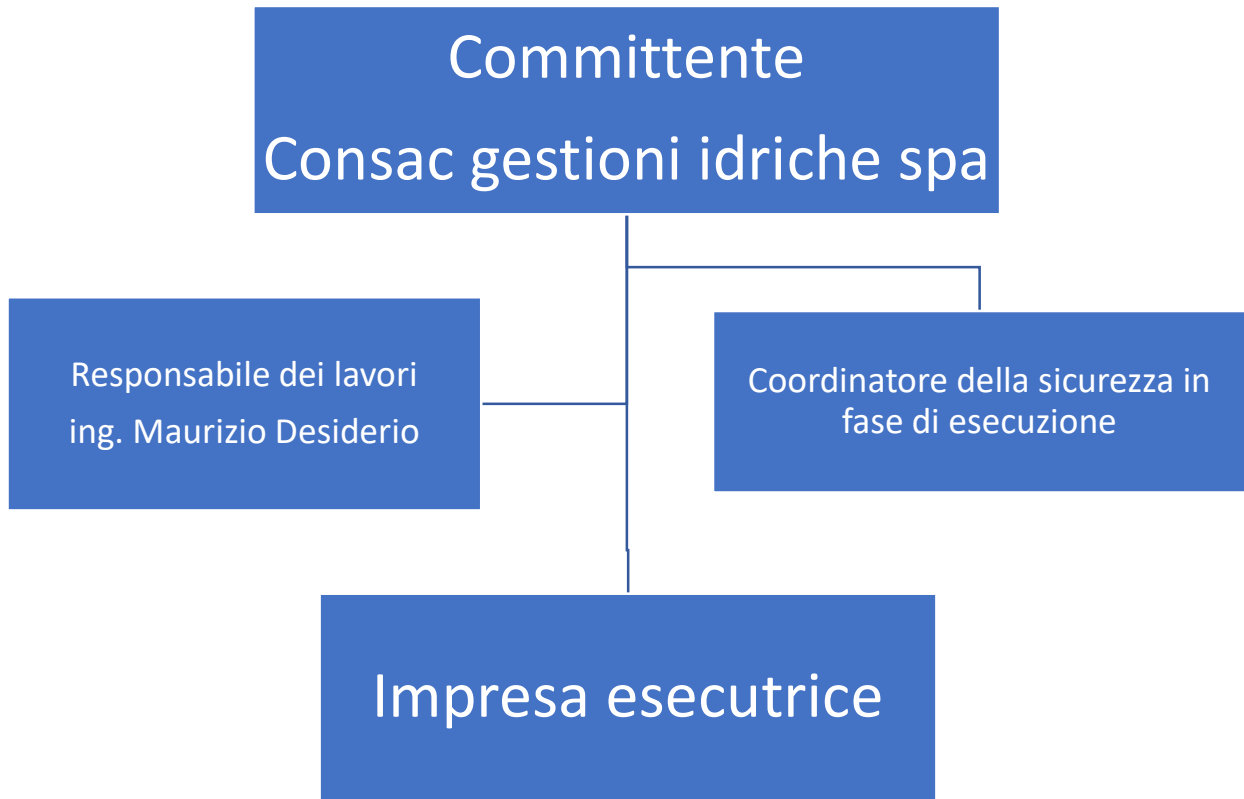 Committente
Consac gestioni idriche spa
Responsabile dei lavori
ing. Maurizio Desiderio
Coordinatore della sicurezza in
fase di esecuzione
Impresa esecutrice